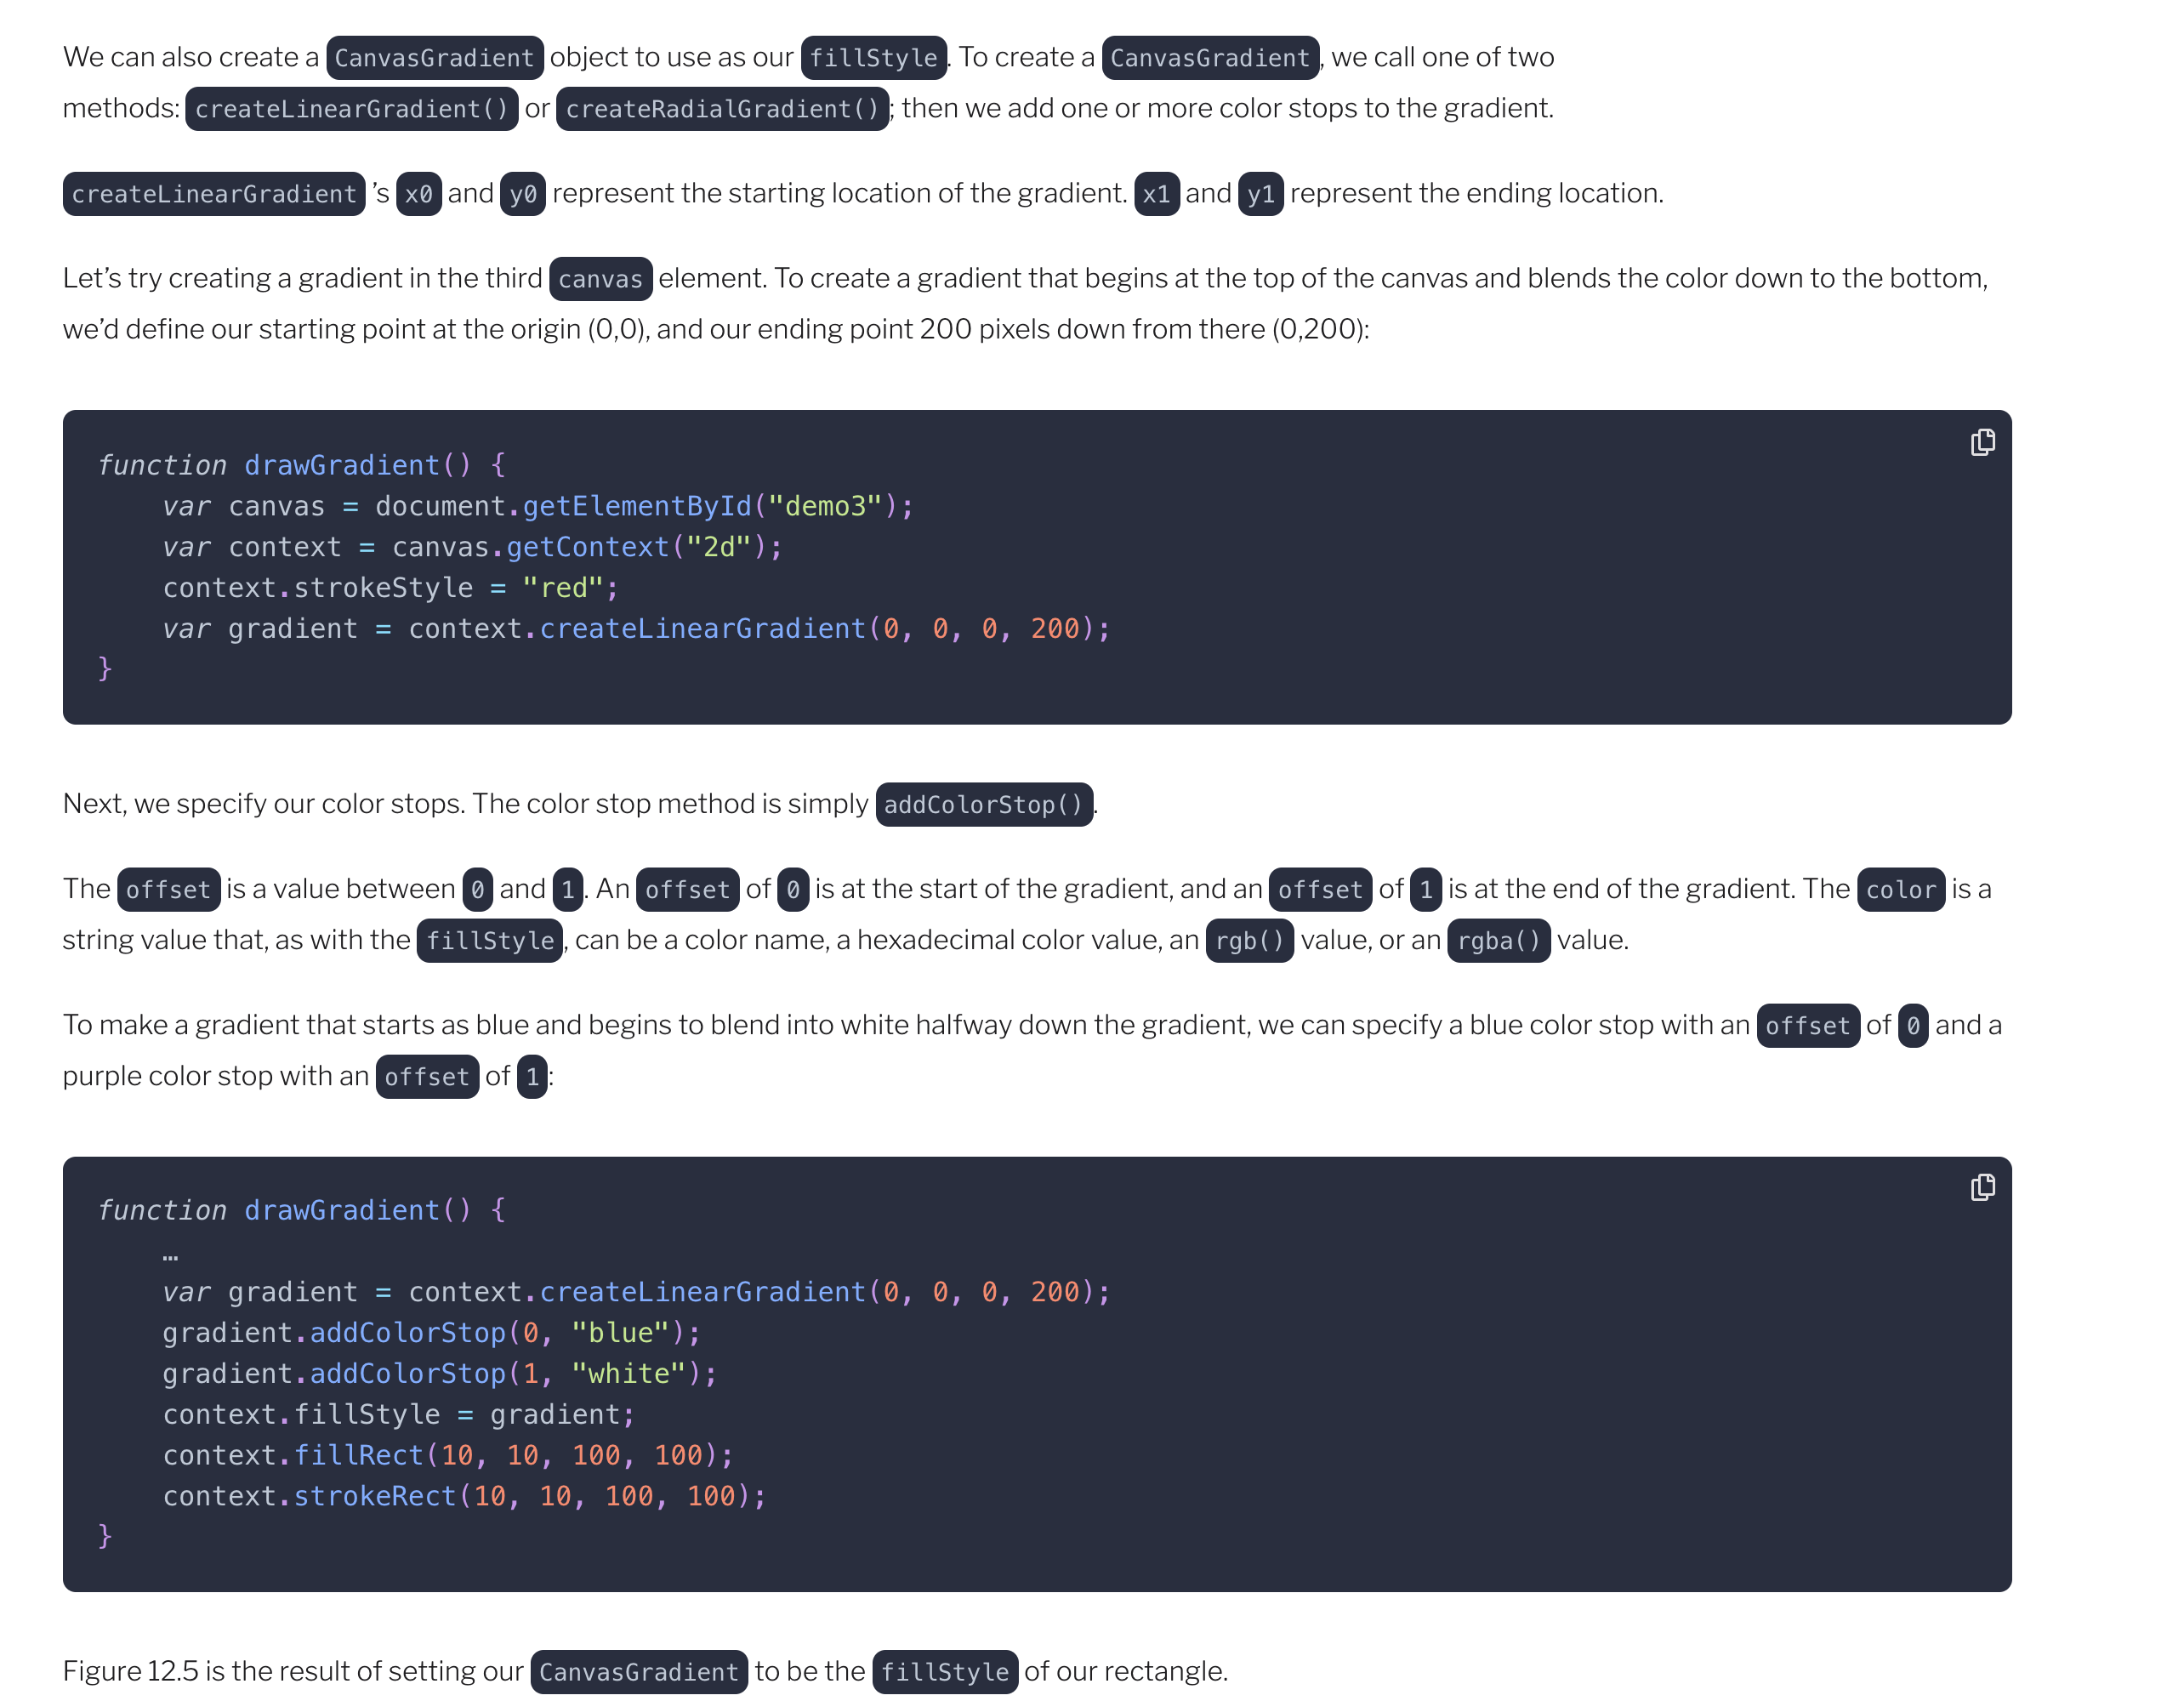 We can also create a CanvasGradient object to use as our fillStyle. To create a CanvasGradient, we call one of two
methods: createLinearGradient() or createRadialGradient(); then we add one or more color stops to the gradient.
createLinearGradient ’s x0 and y0 represent the starting location of the gradient. x1 and y1 represent the ending location.
Let’s try creating a gradient in the third canvas element. To create a gradient that begins at the top of the canvas and blends the color down to the bottom,
we’d define our starting point at the origin (0,0), and our ending point 200 pixels down from there (0,200):
function drawGradient() {
    var canvas = document.getElementById("demo3");
    var context = canvas.getContext("2d");
    context.strokeStyle = "red";
    var gradient = context.createLinearGradient(0, 0, 0, 200);
}
Next, we specify our color stops. The color stop method is simply addColorStop().
The offset is a value between 0 and 1. An offset of 0 is at the start of the gradient, and an offset of 1 is at the end of the gradient. The color is a
string value that, as with the fillStyle, can be a color name, a hexadecimal color value, an rgb() value, or an rgba() value.
To make a gradient that starts as blue and begins to blend into white halfway down the gradient, we can specify a blue color stop with an offset of 0 and a
purple color stop with an offset of 1:
function drawGradient() {
    …
    var gradient = context.createLinearGradient(0, 0, 0, 200);
    gradient.addColorStop(0, "blue");
    gradient.addColorStop(1, "white");
    context.fillStyle = gradient;
    context.fillRect(10, 10, 100, 100);
    context.strokeRect(10, 10, 100, 100);
}
Figure 12.5 is the result of setting our CanvasGradient to be the fillStyle of our rectangle.